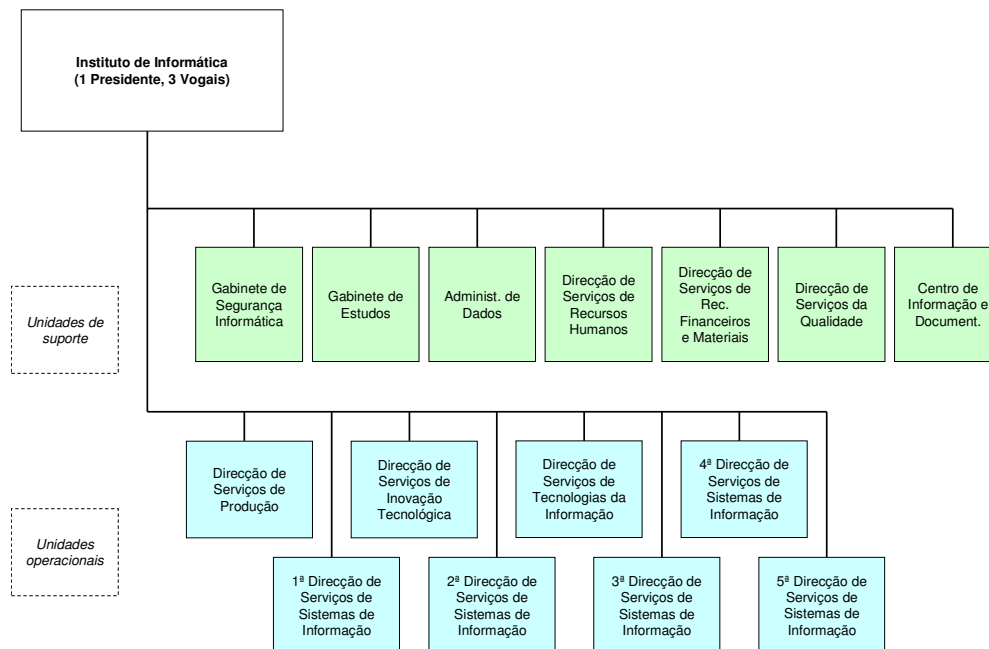 Instituto de Informática
(1 Presidente, 3 Vogais)
Unidades de
suporte
Gabinete de
Segurança
Informática
Gabinete de
Estudos
Administ. de
Dados
Direcção de
Serviços de
Recursos
Humanos
Direcção de
Serviços de
Rec.
Financeiros
e Materiais
Direcção de
Serviços da
Qualidade
Centro de
Informação e
Document.
Unidades
operacionais
Direcção de
Serviços de
Produção
Direcção de
Serviços de
Inovação
Tecnológica
Direcção de
Serviços de
Tecnologias da
Informação
4ª Direcção de
Serviços de
Sistemas de
Informação
1ª Direcção de
Serviços de
Sistemas de
Informação
2ª Direcção de
Serviços de
Sistemas de
Informação
3ª Direcção de
Serviços de
Sistemas de
Informação
5ª Direcção de
Serviços de
Sistemas de
Informação